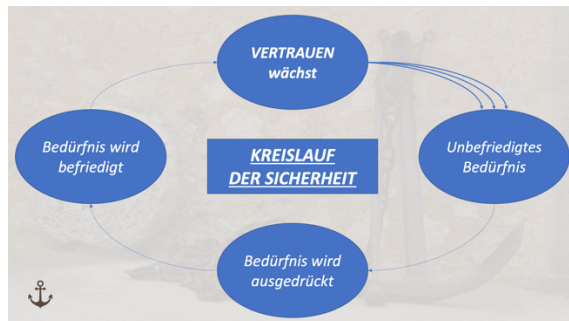 VERTRAUEN
wächst
Bedürfnis wird
befriedigt
KREISLAUF
DER SICHERHEIT
Unbefriedigtes
Bedürfnis
Bedürfnis wird
ausgedrückt